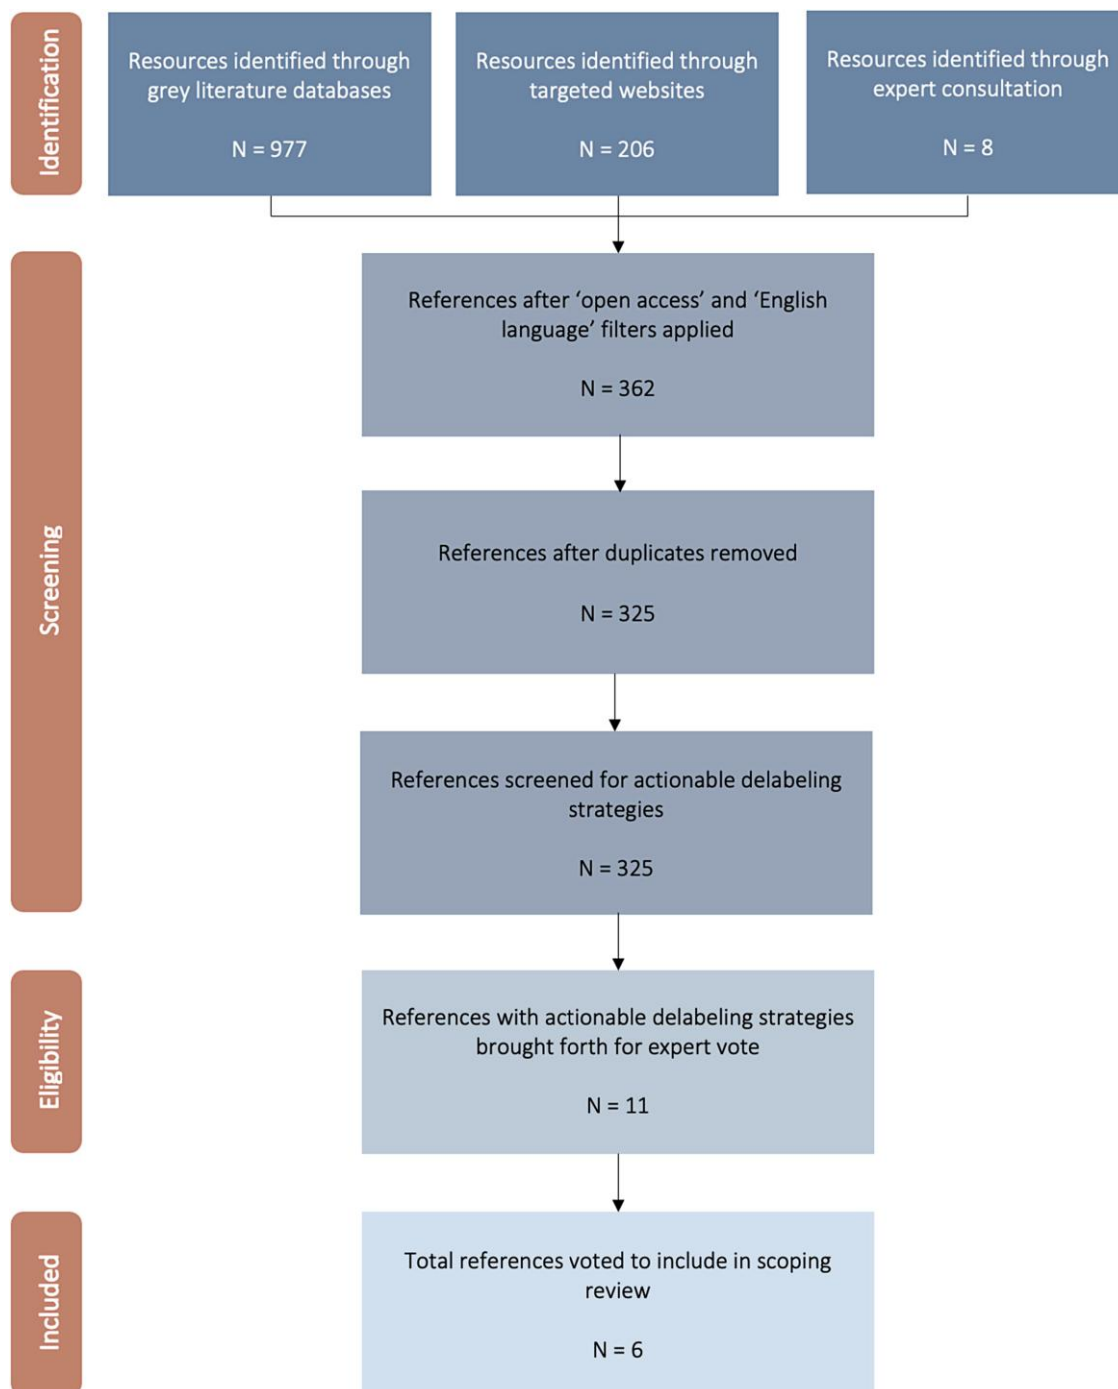 Identification
Resources identified through
grey literature databases
N = 977
Resources identified through
targeted websites
N = 206
Resources identified through
expert consultation
N = 8
Screening
References after ‘open access’ and ‘English
language’ filters applied
N = 362
References after duplicates removed
N = 325
References screened for actionable delabeling
strategies
N = 325
Eligibility
References with actionable delabeling strategies
brought forth for expert vote
N = 11
Included
Total references voted to include in scoping
review
N = 6